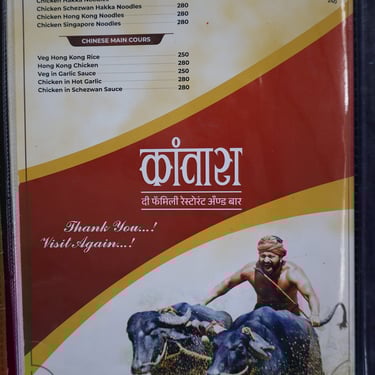 Chicken Hakka Noodles
Chicken Schezwan Hakka Noodles 280
Chicken Hong Kong Noodles 280
Chicken Singapore Noodles 280
CHINESE MAIN COURS
Veg Hong Kong Rice 250
Hong Kong Chicken 280
Veg in Garlic Sauce 250
Chicken in Hot Garlic 280
Chicken in Schezwan Sauce 280
कांवारा
दी फॅमिली रेस्टोरंट अ‍ॅण्ड बार
Thank You...!
Visit Again...!